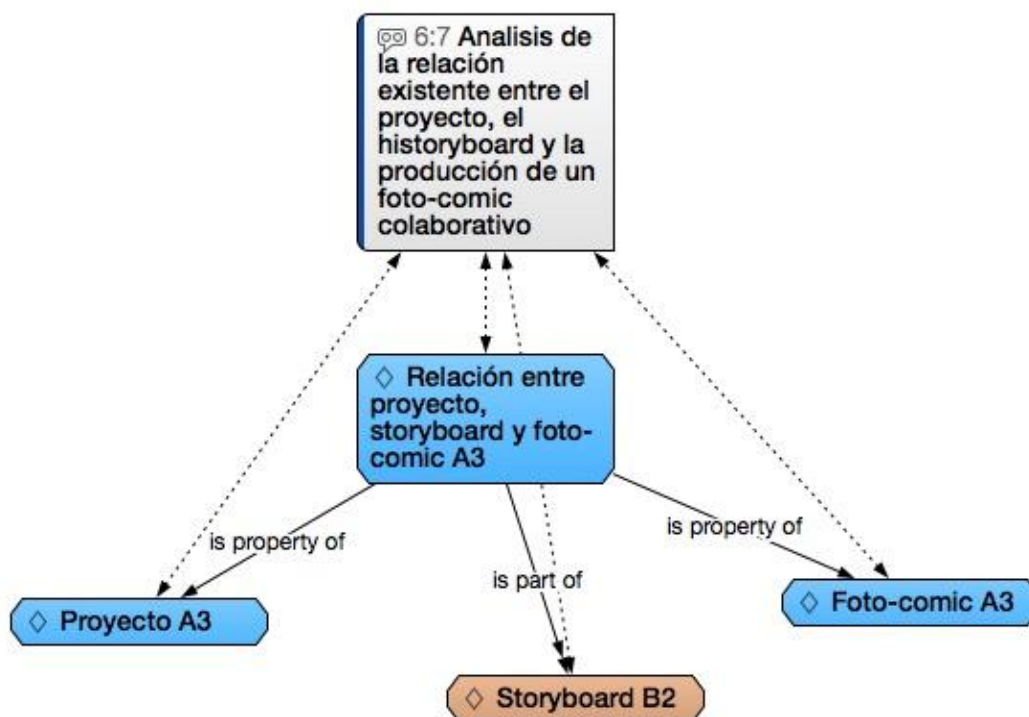 6:7 Analisis de
la relación
existente entre el
proyecto, el
historyboard y la
producción de un
foto-comic
colaborativo
◇ Relación entre
proyecto,
storyboard y foto-
comic A3
is property of
is property of
is part of
◇ Proyecto A3
◇ Foto-comic A3
◇ Storyboard B2